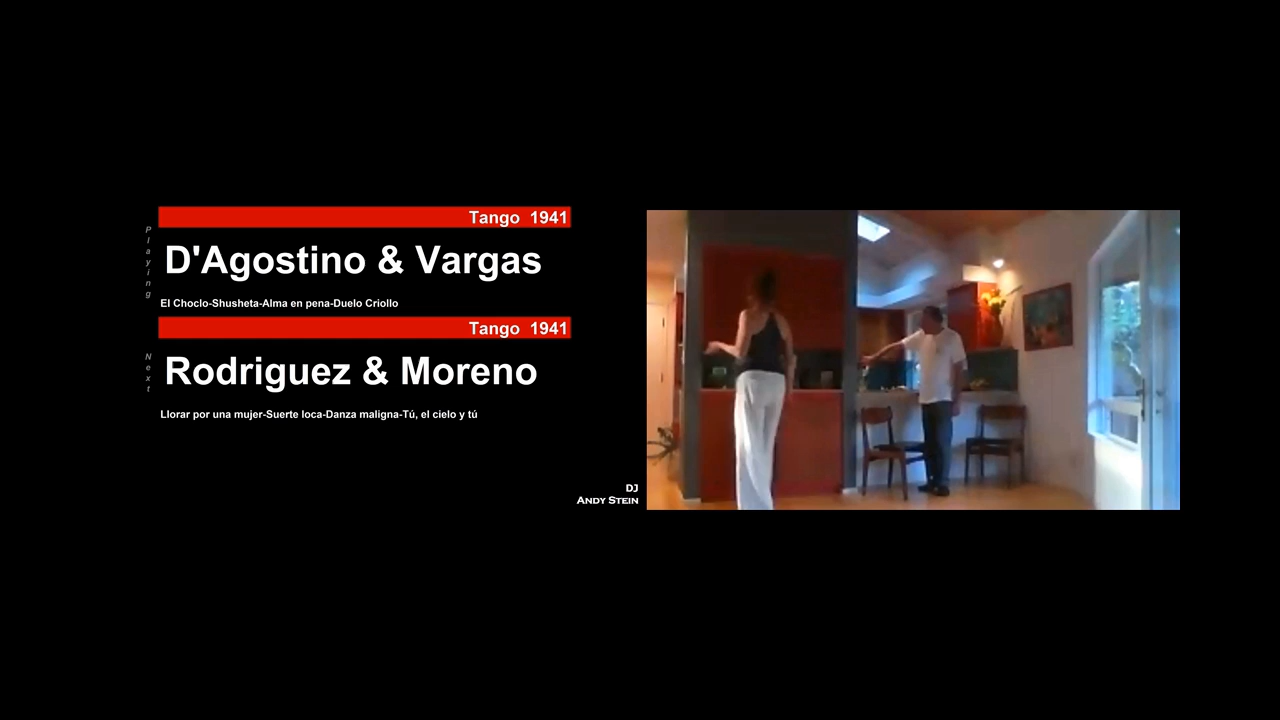 Playing
Tango 1941
D'Agostino & Vargas
El Choclo-Shusheta-Alma en pena-Duelo Criollo
Next
Tango 1941
Rodriguez & Moreno
Llorar por una mujer-Suerte loca-Danza maligna-Tú, el cielo y tú
DJ
Andy Stein